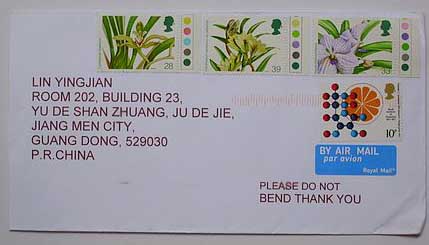 28
39
33
LIN YINGJIAN
ROOM 202, BUILDING 23,
YU DE SHAN ZHUANG, JU DE JIE,
JIANG MEN CITY,
GUANG DONG, 529030
P.R.CHINA
10P
BY AIR MAIL
par avion
Royal Mail
PLEASE DO NOT
BEND THANK YOU